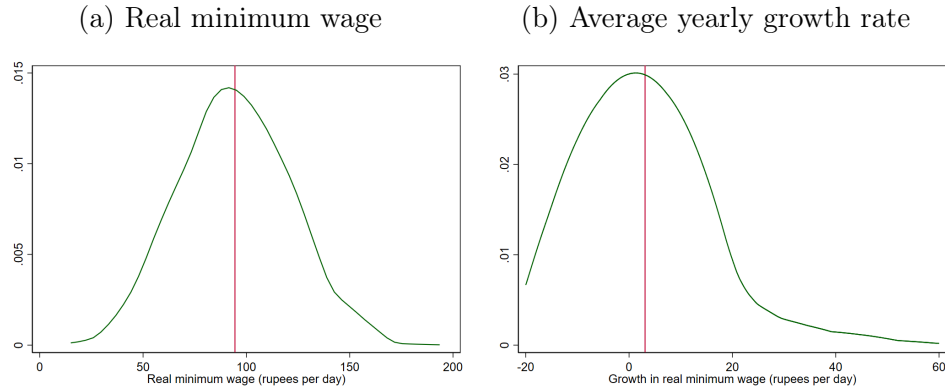 (a) Real minimum wage
.015
.01
.005
0
0 50 100 150 200
Real minimum wage (rupees per day)
(b) Average yearly growth rate
.03
.02
.01
0
-20 0 20 40 60
Growth in real minimum wage (rupees per day)